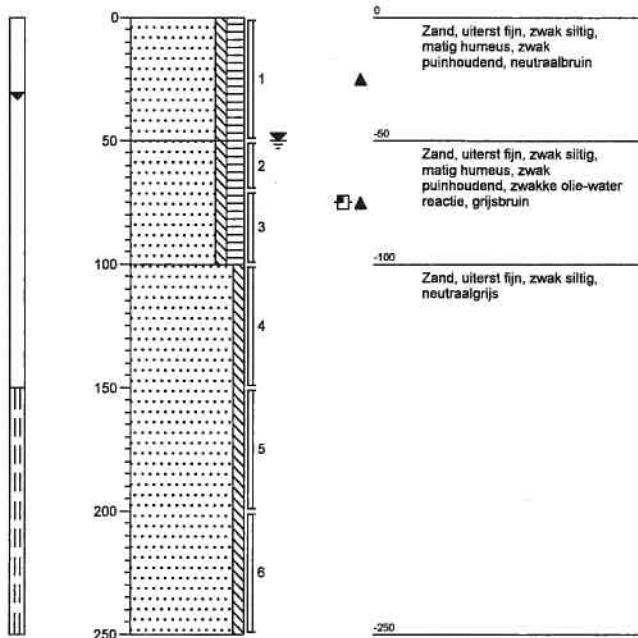 0
50
100
150
200
250
1
2
3
4
5
6
0
Zand, uiterst fijn, zwak siltig,
matig humeus, zwak
puinhoudend, neutraalbruin
-50
Zand, uiterst fijn, zwak siltig,
matig humeus, zwak
puinhoudend, zwakke olie-water
reactie, grijsbruin
-100
Zand, uiterst fijn, zwak siltig,
neutraalgrijs
-250